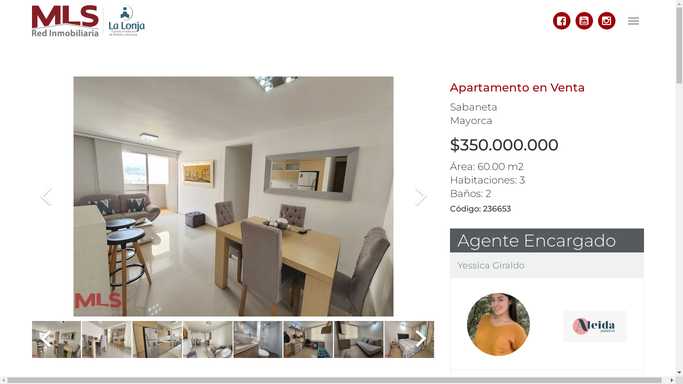 MLS
Red Inmobiliaria
La Lonja
Apartamento en Venta
Sabaneta
Mayorca
$350.000.000
Área: 60.00 m2
Habitaciones: 3
Baños: 2
Código: 236653
Agente Encargado
Yessica Giraldo
MLS
Aleida